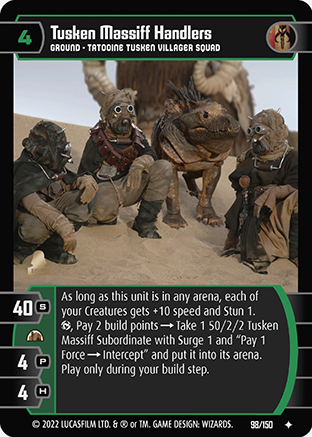 4 Tusken Massiff Handlers
GROUND - TATOOINE TUSKEN VILLAGER SQUAD
40 S
4
4 H
As long as this unit is in any arena, each of
your Creatures gets +10 speed and Stun 1.
, Pay 2 build points → Take 1 50/2/2 Tusken
Massiff Subordinate with Surge 1 and “Pay 1
Force → Intercept” and put it into its arena.
Play only during your build step.
© 2022 LUCASFILM LTD. & ® or TM. GAME DESIGN: WIZARDS. 98/150